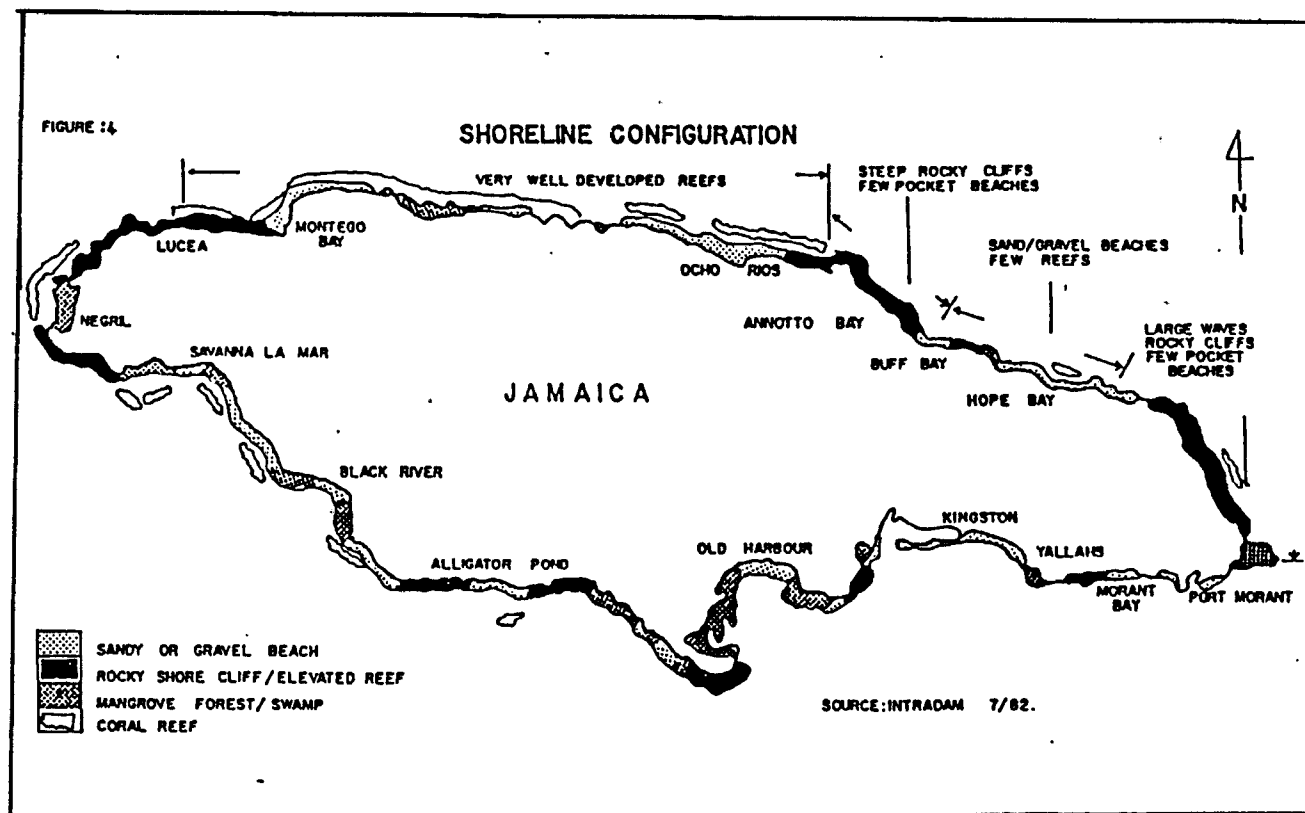 FIGURE :4
SHORELINE CONFIGURATION
VERY WELL DEVELOPED REEFS
STEEP ROCKY CLIFFS
FEW POCKET BEACHES
N
SAND/GRAVEL BEACHES
FEW REEFS
LARGE WAVES
ROCKY CLIFFS
FEW POCKET
BEACHES
LUCEA
MONTEGO
BAY
OCHO RIOS
NEGRIL
ANNOTTO BAY
SAVANNA LA MAR
BUFF BAY
JAMAICA
HOPE BAY
BLACK RIVER
KINGSTON
OLD HARBOUR
YALLAHS
ALLIGATOR POND
MORANT
BAY
PORT MORANT
SANDY OR GRAVEL BEACH
ROCKY SHORE CLIFF/ELEVATED REEF
MANGROVE FOREST/SWAMP
CORAL REEF
SOURCE:INTRADAM 7/82.